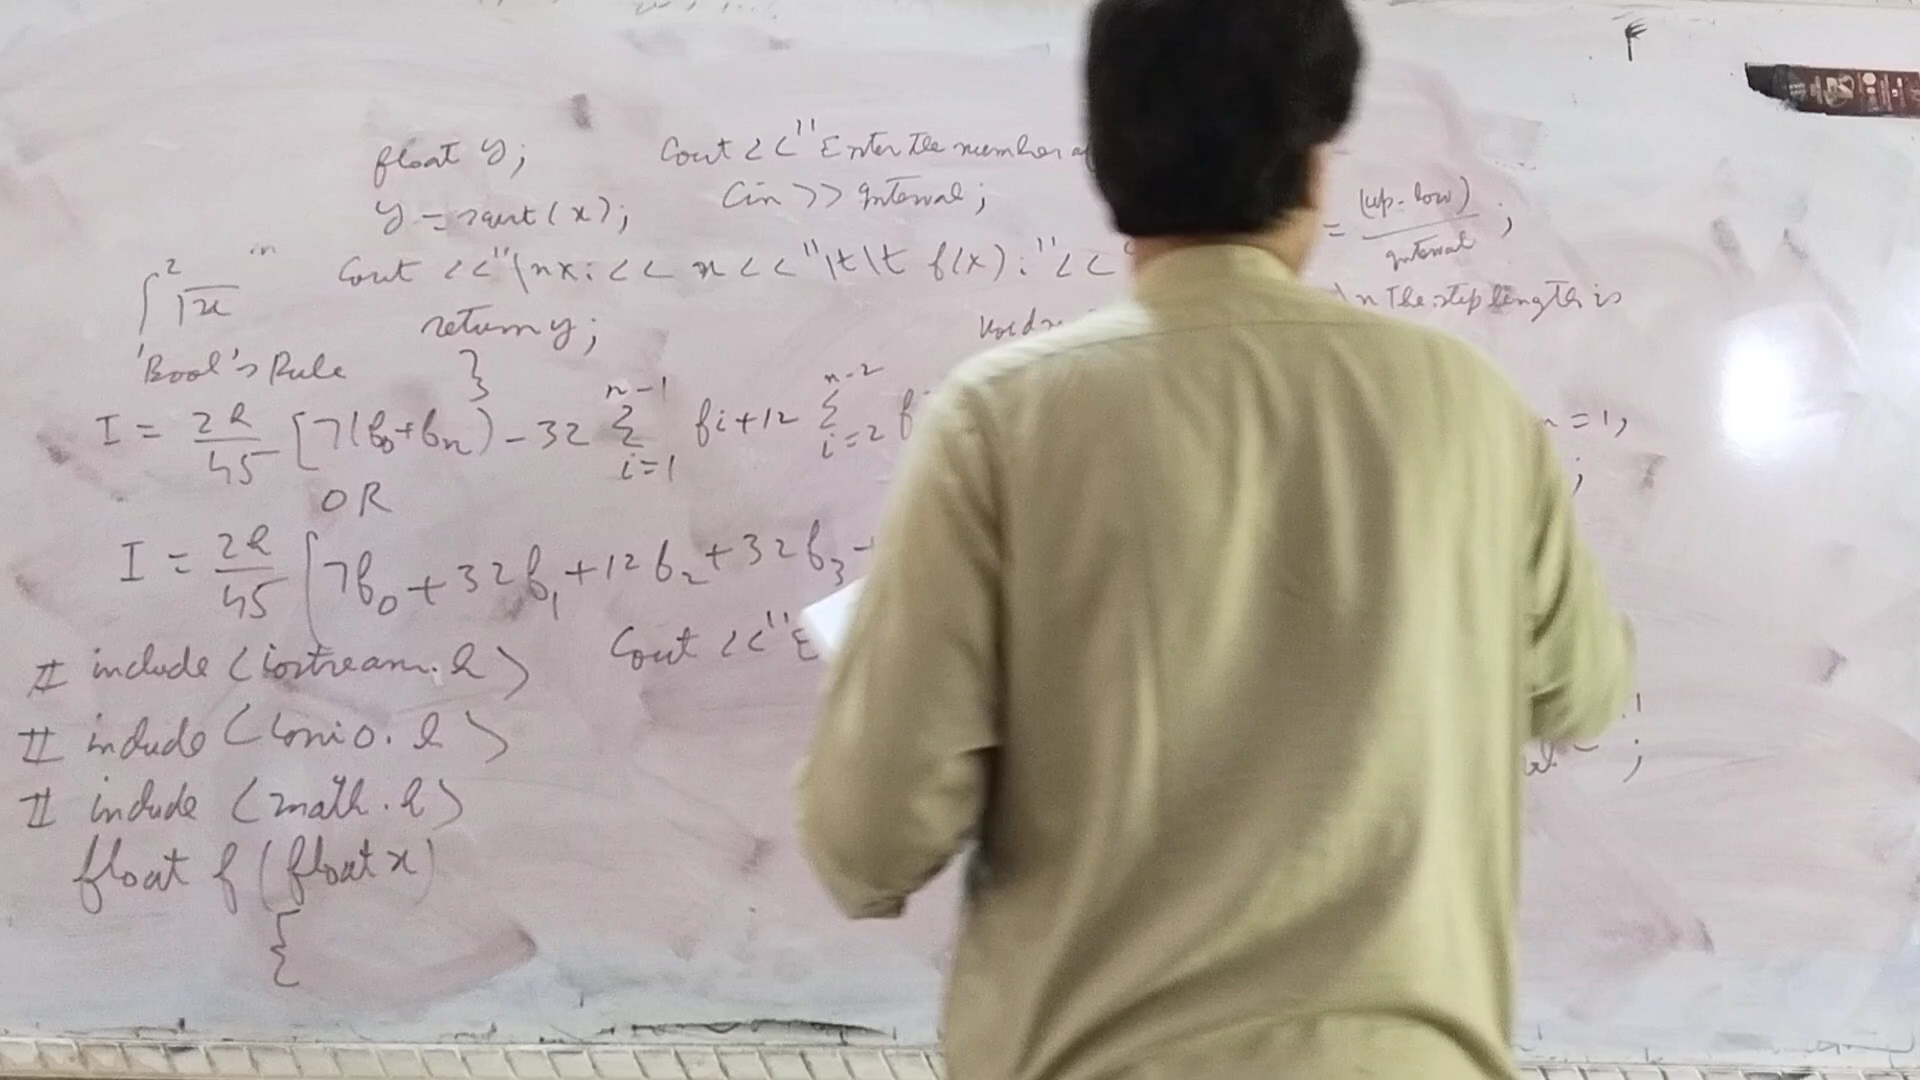 F
float y;
y = sqrt(x);
Cout <<"\nx: << x <<"\t\t f(x):"<<
return y;
}
∫ 2 √x
Bool's Rule
I = 2h/45 [7(f0+fn) - 32 n-1 Σ i=1 fi + 12 n-2 Σ i=2 f
OR
I = 2h/45 [7f0 + 32f1 + 12f2 + 32f3 +
# include <iostream.h>
# include <conio.h>
# include <math.h>
float f (float x)
{
Cout <<"Enter the number
Cin >> interval;
= (up-low)/interval ;
\n The step length is
= 1,
;
Cout <<"E
;